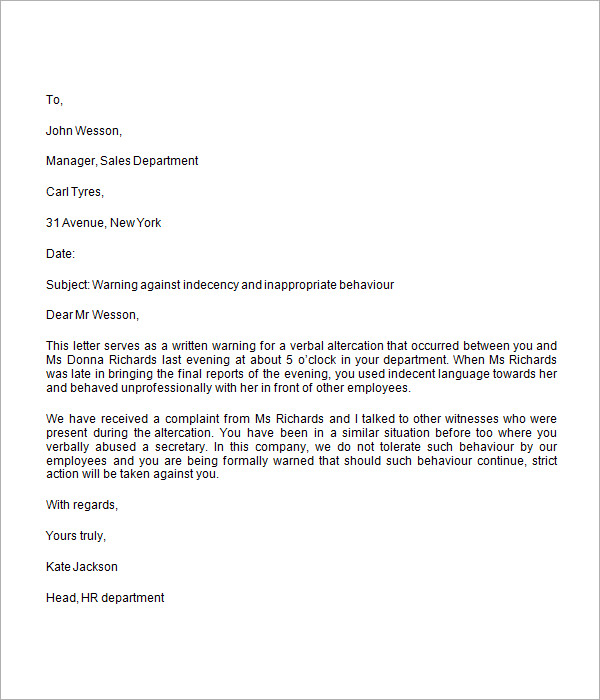 To,
John Wesson,
Manager, Sales Department
Carl Tyres,
31 Avenue, New York
Date:
Subject: Warning against indecency and inappropriate behaviour
Dear Mr Wesson,
This letter serves as a written warning for a verbal altercation that occurred between you and
Ms Donna Richards last evening at about 5 o’clock in your department. When Ms Richards
was late in bringing the final reports of the evening, you used indecent language towards her
and behaved unprofessionally with her in front of other employees.
We have received a complaint from Ms Richards and I talked to other witnesses who were
present during the altercation. You have been in a similar situation before too where you
verbally abused a secretary. In this company, we do not tolerate such behaviour by our
employees and you are being formally warned that should such behaviour continue, strict
action will be taken against you.
With regards,
Yours truly,
Kate Jackson
Head, HR department